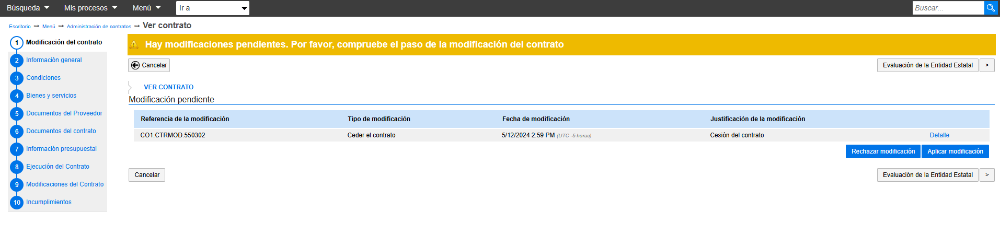 Búsqueda Mis procesos Menú Ir a Buscar...
Escritorio → Menú → Administración de contratos → Ver contrato
1 Modificación del contrato
2 Información general
3 Condiciones
4 Bienes y servicios
5 Documentos del Proveedor
6 Documentos del contrato
7 Información presupuestal
8 Ejecución del Contrato
9 Modificaciones del Contrato
10 Incumplimientos
Hay modificaciones pendientes. Por favor, compruebe el paso de la modificación del contrato
Cancelar Evaluación de la Entidad Estatal >
VER CONTRATO
Modificación pendiente
Referencia de la modificación Tipo de modificación Fecha de modificación Justificación de la modificación
CO1.CTRMOD.550302 Ceder el contrato 5/12/2024 2:59 PM (UTC -5 horas) Cesión del contrato Detalle
Rechazar modificación Aplicar modificación
Cancelar Evaluación de la Entidad Estatal >